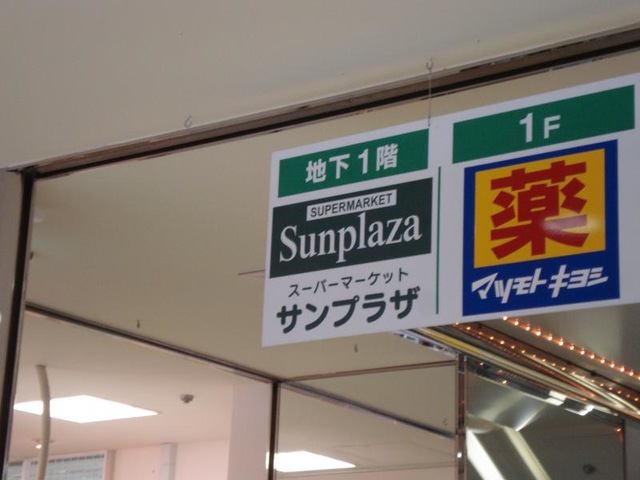 地下1階
SUPERMARKET
Sunplaza
スーパーマーケット
サンプラザ
1F
薬
マツモトキヨシ